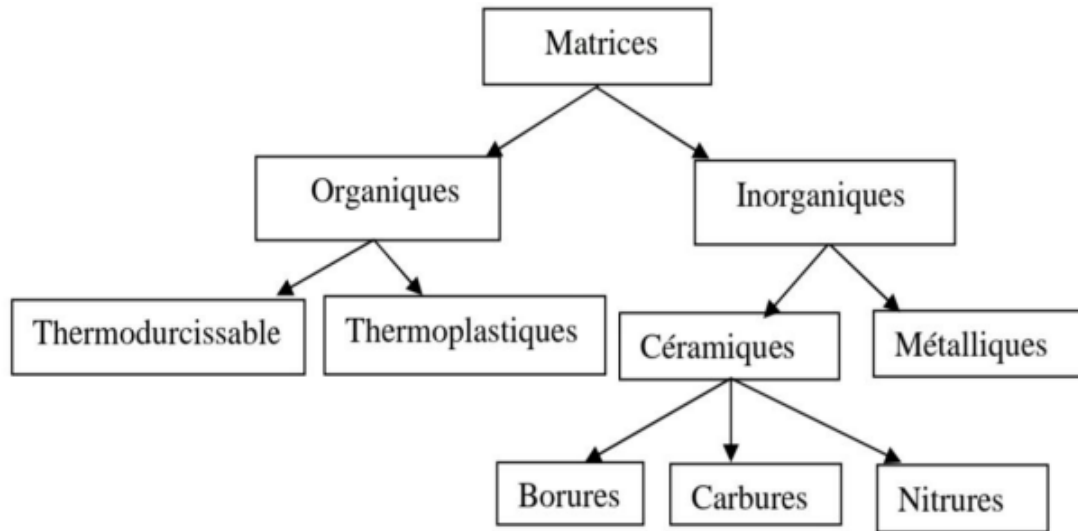 Matrices
Organiques
Inorganiques
Thermodurcissable
Thermoplastiques
Céramiques
Métalliques
Borures
Carbures
Nitrures